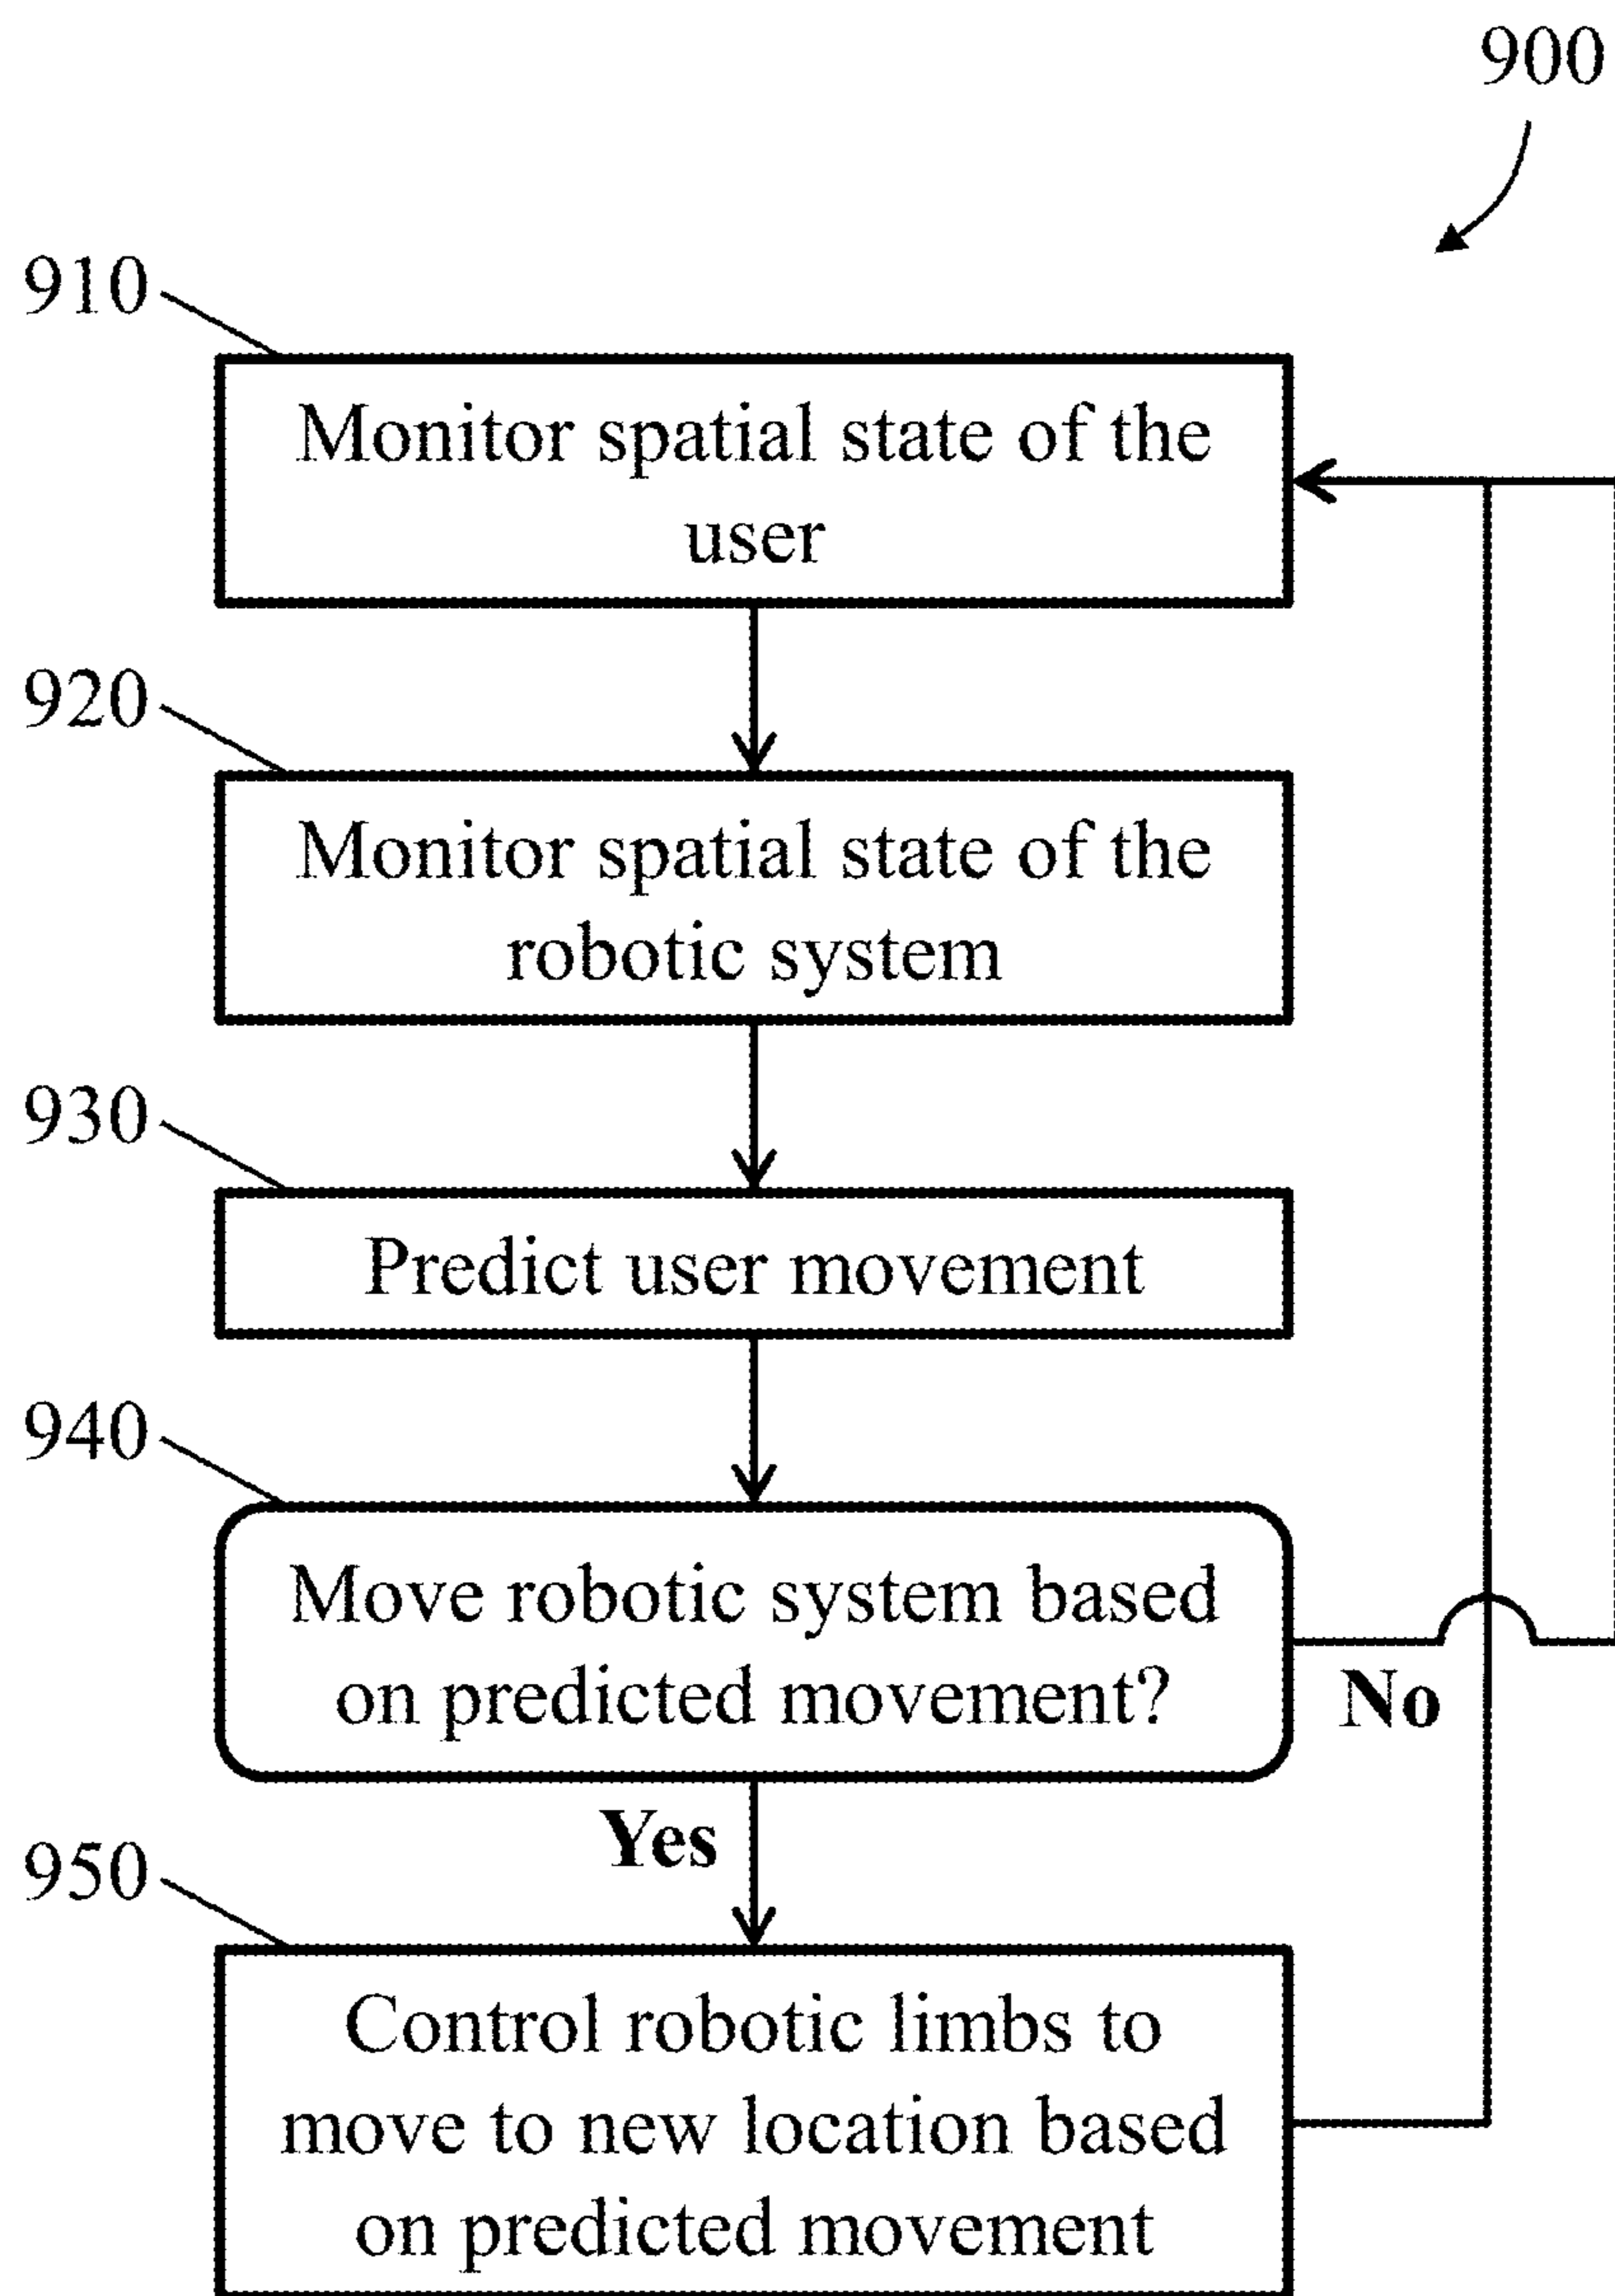 900
910
Monitor spatial state of the
user
920
Monitor spatial state of the
robotic system
930
Predict user movement
940
Move robotic system based
on predicted movement?
No
Yes
950
Control robotic limbs to
move to new location based
on predicted movement